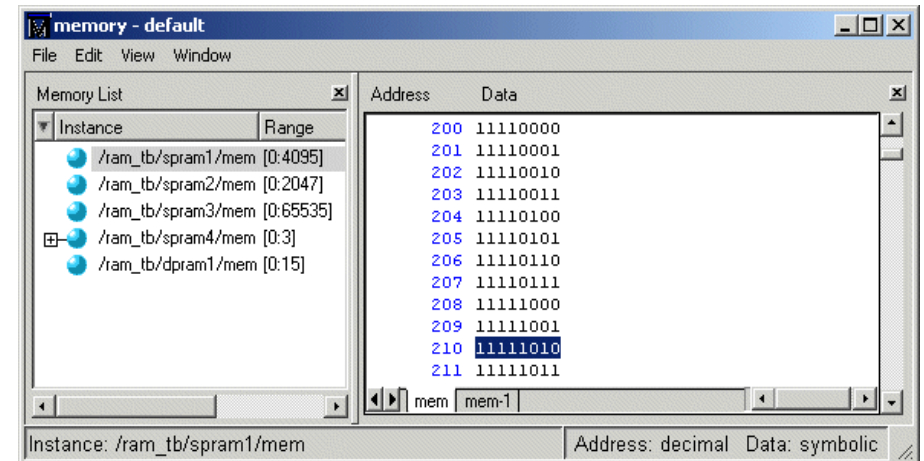 memory - default
File Edit View Window
Memory List
Instance Range
/ram_tb/spram1/mem [0:4095]
/ram_tb/spram2/mem [0:2047]
/ram_tb/spram3/mem [0:65535]
/ram_tb/spram4/mem [0:3]
/ram_tb/dpram1/mem [0:15]
Address Data
200 11110000
201 11110001
202 11110010
203 11110011
204 11110100
205 11110101
206 11110110
207 11110111
208 11111000
209 11111001
210 11111010
211 11111011
mem mem-1
Instance: /ram_tb/spram1/mem Address: decimal Data: symbolic